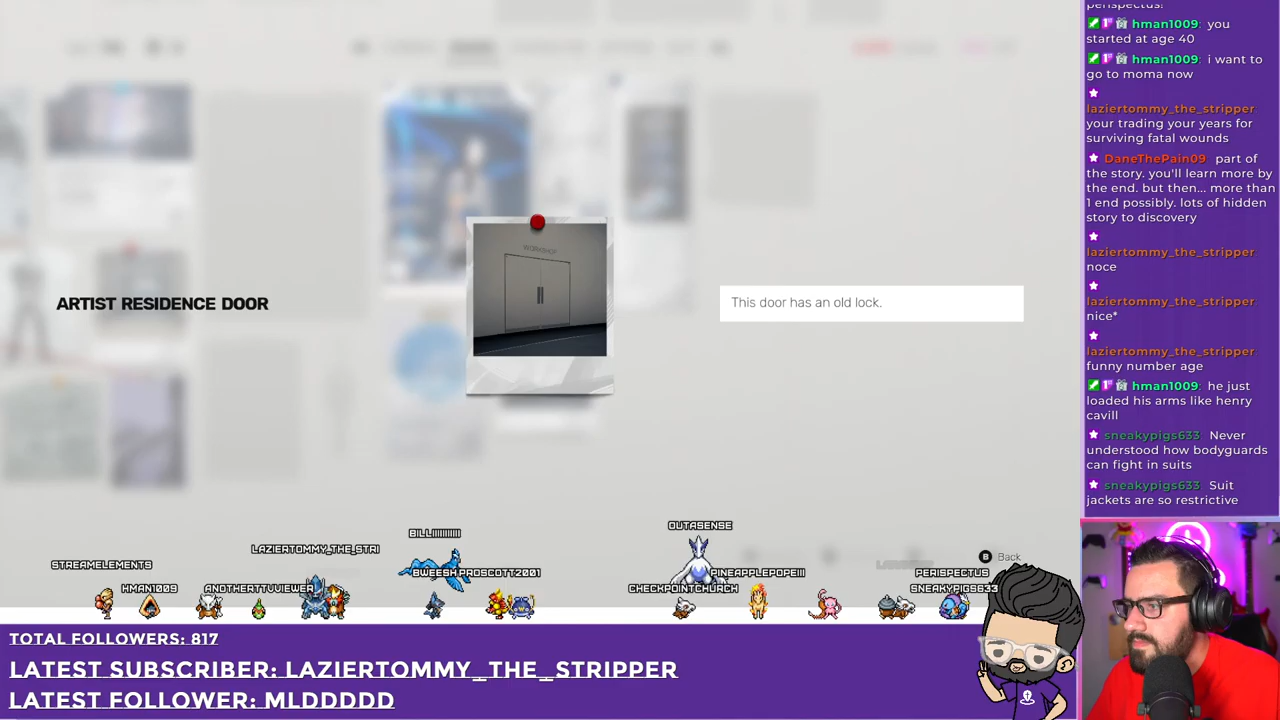 perispectus!
hman1009: you
started at age 40
hman1009: i want to
go to moma now
laziertommy_the_stripper:
your trading your years for
surviving fatal wounds
DaneThePain09: part of
the story. you'll learn more by
the end. but then... more than
1 end possibly. lots of hidden
story to discovery
laziertommy_the_stripper:
noce
laziertommy_the_stripper:
nice*
laziertommy_the_stripper:
funny number age
hman1009: he just
loaded his arms like henry
cavill
sneakypigs633: Never
understood how bodyguards
can fight in suits
sneakypigs633: Suit
jackets are so restrictive
WORKSHOP
ARTIST RESIDENCE DOOR
This door has an old lock.
B Back
OUTASENSE
BILLIIIIIIIIIII
LAZIERTOMMY_THE_STRI
STREAMELEMENTS
BWEESH PROSCOTT2001
PINEAPPLEPOPEIII
PERISPECTUS
HMAN1009
ANOTHERTTVVIEWER
CHECKPOINTCHURCH
SNEAKYPIGS633
TOTAL FOLLOWERS: 817
LATEST SUBSCRIBER: LAZIERTOMMY_THE_STRIPPER
LATEST FOLLOWER: MLDDDDD